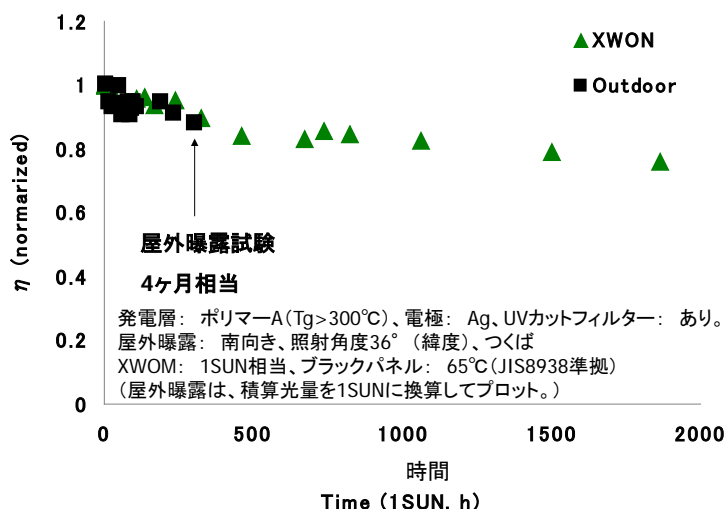 1.2
1
0.8
0.6
0.4
0.2
0
η (normarized)
▲ XWON
■ Outdoor
屋外曝露試験
4ヶ月相当
発電層： ポリマーA（Tg>300℃）、電極： Ag、UVカットフィルター： あり。
屋外曝露： 南向き、照射角度36°（緯度）、つくば
XWOM： 1SUN相当、ブラックパネル： 65℃（JIS8938準拠）
（屋外曝露は、積算光量を1SUNに換算してプロット。）
0 500 1000 1500 2000
時間
Time (1SUN. h)